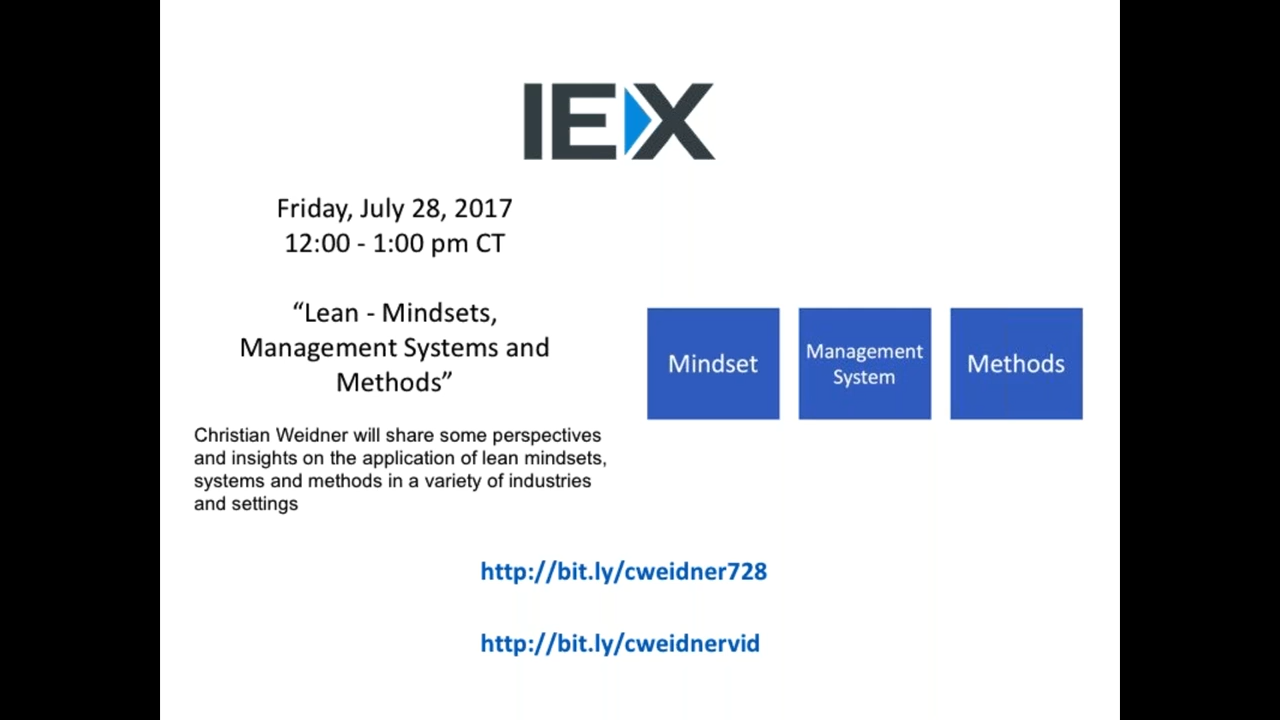 IEX
Friday, July 28, 2017
12:00 - 1:00 pm CT
“Lean - Mindsets,
Management Systems and
Methods”
Christian Weidner will share some perspectives
and insights on the application of lean mindsets,
systems and methods in a variety of industries
and settings
Mindset
Management
System
Methods
http://bit.ly/cweidner728
http://bit.ly/cweidnervid